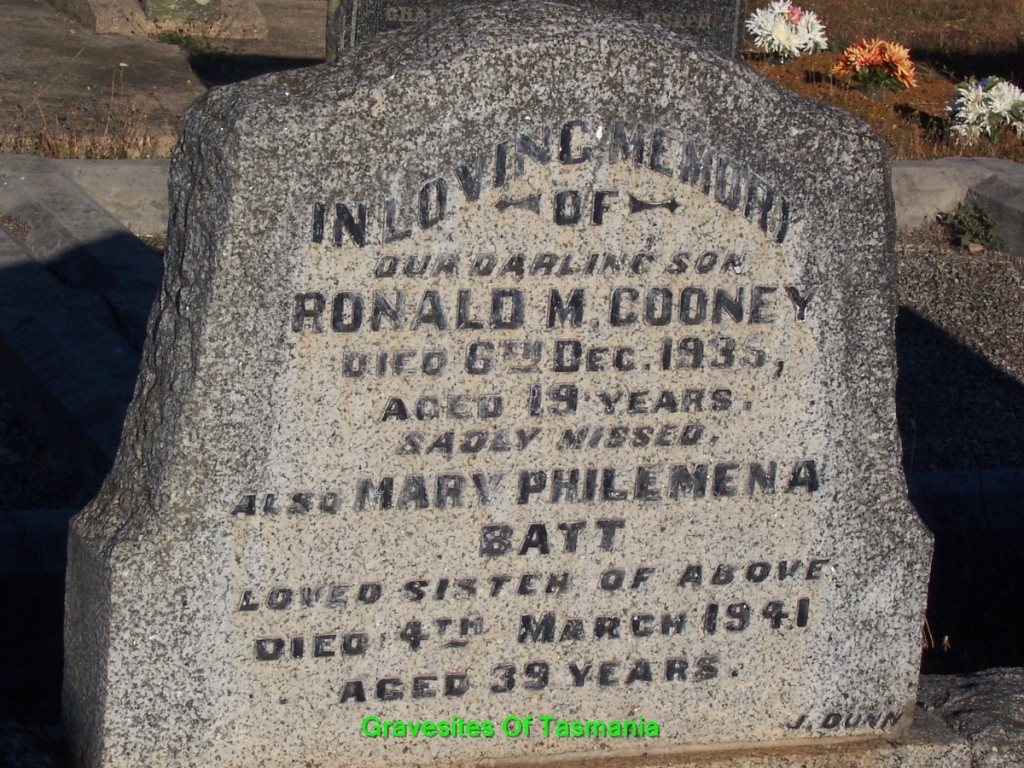 JOSEPH
IN LOVING MEMORY
OF
OUR DARLING SON
RONALD M. COONEY
DIED 6TH DEC. 1935,
AGED 19 YEARS.
SADLY MISSED.
ALSO MARY PHILEMENA
BATT
LOVED SISTER OF ABOVE
DIED 4TH MARCH 1941
AGED 39 YEARS.
J. DUNN
Gravesites Of Tasmania